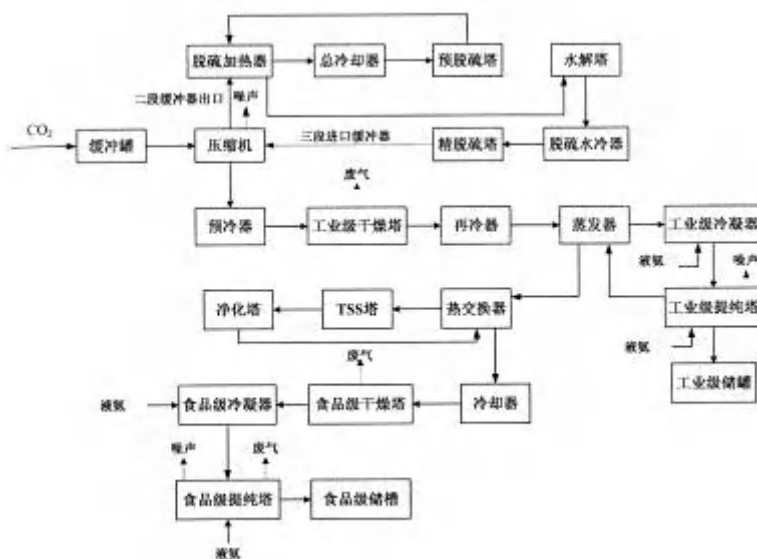 脱硫加热器 总冷却器 预脱硫塔 水解塔
二段缓冲器出口 噪声
CO₂
缓冲罐 压缩机 三段进口缓冲器 精脱硫塔 脱硫水冷器
废气
预冷器 工业级干燥塔 再冷器 蒸发器 工业级冷凝器
液氨 噪声
净化塔 TSS塔 热交换器 工业级提纯塔
废气 液氨
液氨 食品级冷凝器 食品级干燥塔 冷却器 工业级储罐
噪声 废气
食品级提纯塔 食品级储槽
液氨